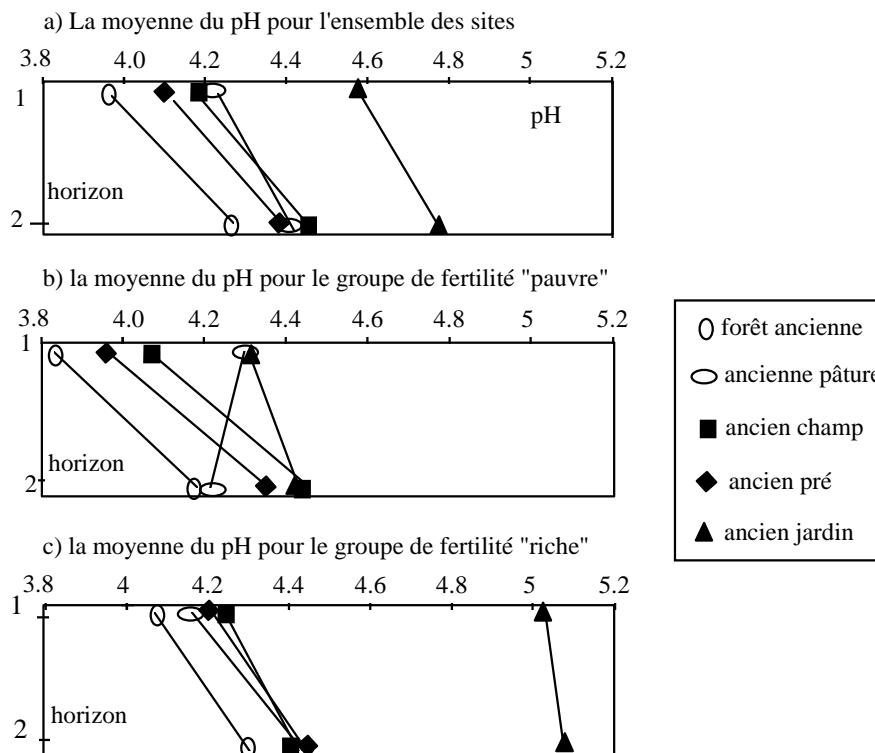 a) La moyenne du pH pour l'ensemble des sites
3.8 4.0 4.2 4.4 4.6 4.8 5 5.2
1
pH
horizon
2
b) la moyenne du pH pour le groupe de fertilité "pauvre"
3.8 4.0 4.2 4.4 4.6 4.8 5.0 5.2
1
horizon
2
forêt ancienne
ancienne pâture
ancien champ
ancien pré
ancien jardin
c) la moyenne du pH pour le groupe de fertilité "riche"
3.8 4 4.2 4.4 4.6 4.8 5 5.2
1
horizon
2